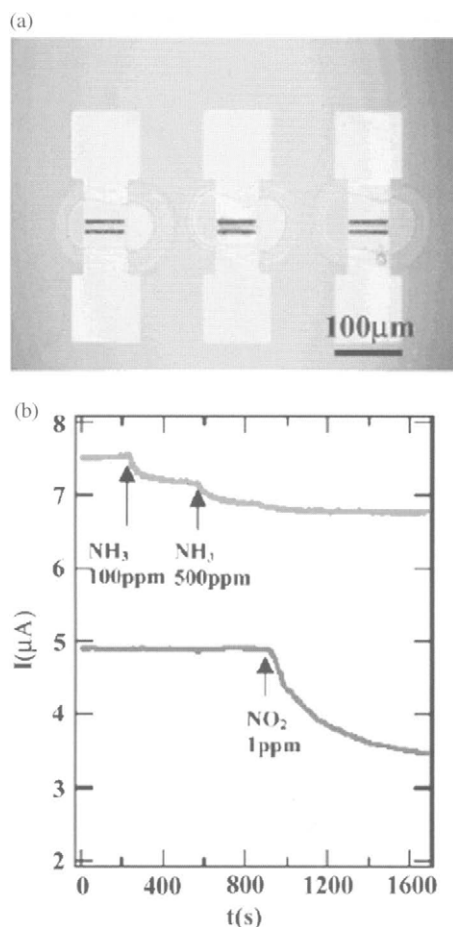 (a)
100μm
(b)
8
7
6
5
4
3
2
I(μA)
NH₃ NH₃
100ppm 500ppm
NO₂
1ppm
0 400 800 1200 1600
t(s)